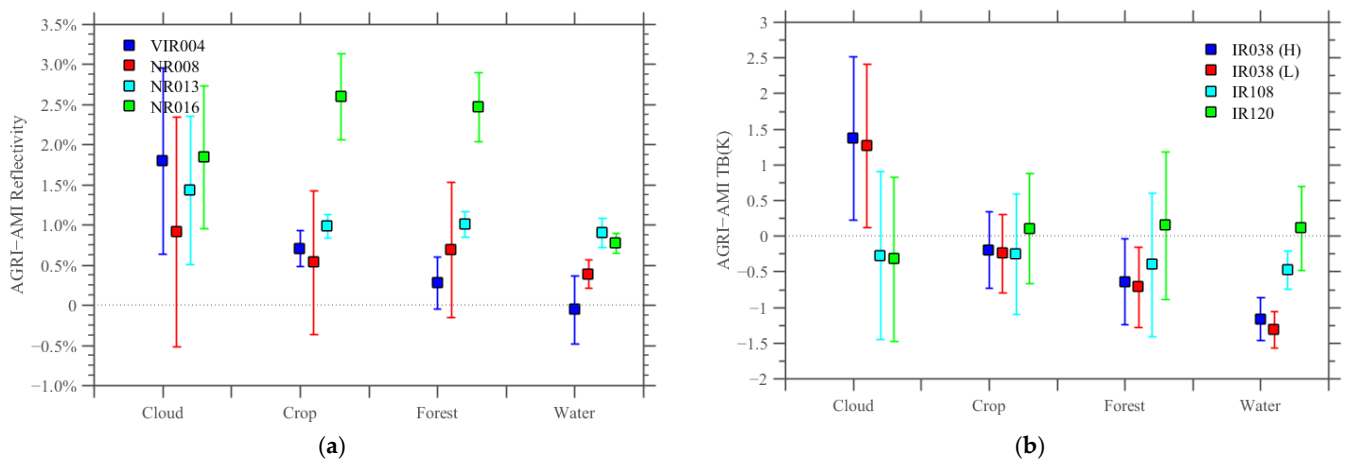 3.5%
3.0%
2.5%
2.0%
1.5%
1.0%
0.5%
0
−0.5%
−1.0%
AGRI−AMI Reflectivity
VIR004
NR008
NR013
NR016
Cloud Crop Forest Water
(a)
3
2.5
2
1.5
1
0.5
0
−0.5
−1
−1.5
−2
AGRI−AMI TB(K)
IR038 (H)
IR038 (L)
IR108
IR120
Cloud Crop Forest Water
(b)